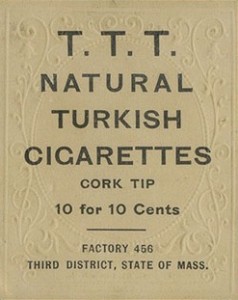 T. T. T.
NATURAL
TURKISH
CIGARETTES
CORK TIP
10 for 10 Cents
FACTORY 456
THIRD DISTRICT, STATE OF MASS.